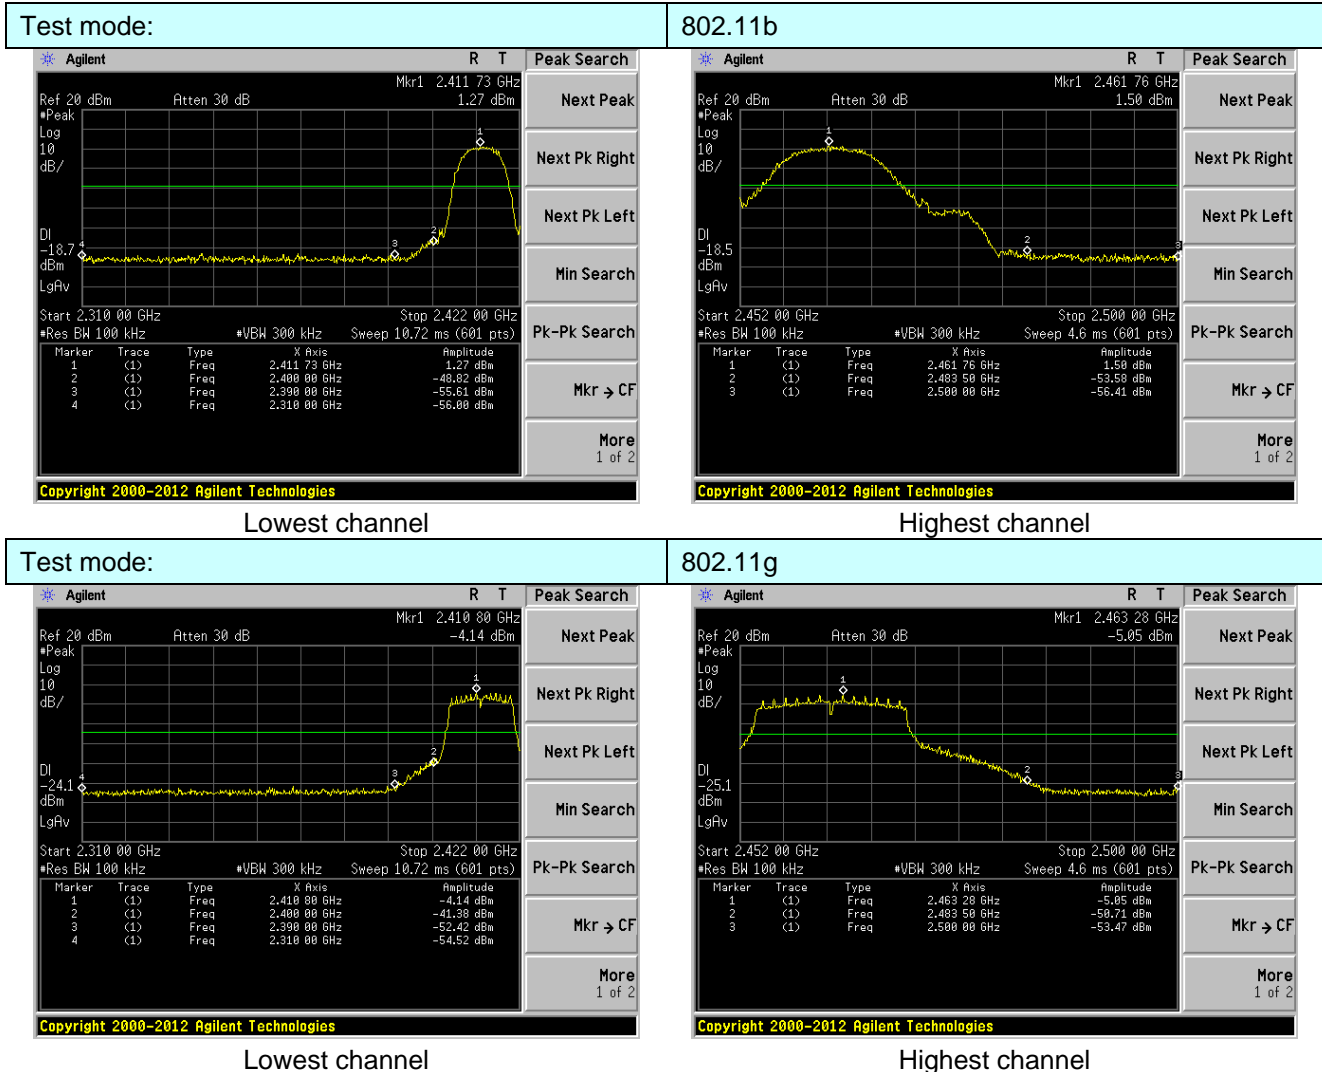 Test mode: 802.11b
Agilent R T Peak Search
Mkr1 2.411 73 GHz
Ref 20 dBm Atten 30 dB 1.27 dBm
#Peak
Log
10
dB/
DI
-18.7
dBm
LgAv
1
2
3
4
Start 2.310 00 GHz Stop 2.422 00 GHz
#Res BW 100 kHz #VBW 300 kHz Sweep 10.72 ms (601 pts)
Marker Trace Type X Axis Amplitude
1 (1) Freq 2.411 73 GHz 1.27 dBm
2 (1) Freq 2.400 00 GHz -48.82 dBm
3 (1) Freq 2.390 00 GHz -55.61 dBm
4 (1) Freq 2.310 00 GHz -56.00 dBm
Next Peak
Next Pk Right
Next Pk Left
Min Search
Pk-Pk Search
Mkr → CF
More
1 of 2
Copyright 2000-2012 Agilent Technologies
Lowest channel
Agilent R T Peak Search
Mkr1 2.461 76 GHz
Ref 20 dBm Atten 30 dB 1.50 dBm
#Peak
Log
10
dB/
DI
-18.5
dBm
LgAv
1
2
3
Start 2.452 00 GHz Stop 2.500 00 GHz
#Res BW 100 kHz #VBW 300 kHz Sweep 4.6 ms (601 pts)
Marker Trace Type X Axis Amplitude
1 (1) Freq 2.461 76 GHz 1.50 dBm
2 (1) Freq 2.483 50 GHz -53.58 dBm
3 (1) Freq 2.500 00 GHz -56.41 dBm
Next Peak
Next Pk Right
Next Pk Left
Min Search
Pk-Pk Search
Mkr → CF
More
1 of 2
Copyright 2000-2012 Agilent Technologies
Highest channel
Test mode: 802.11g
Agilent R T Peak Search
Mkr1 2.410 80 GHz
Ref 20 dBm Atten 30 dB -4.14 dBm
#Peak
Log
10
dB/
DI
-24.1
dBm
LgAv
1
2
3
4
Start 2.310 00 GHz Stop 2.422 00 GHz
#Res BW 100 kHz #VBW 300 kHz Sweep 10.72 ms (601 pts)
Marker Trace Type X Axis Amplitude
1 (1) Freq 2.410 80 GHz -4.14 dBm
2 (1) Freq 2.400 00 GHz -41.38 dBm
3 (1) Freq 2.390 00 GHz -52.42 dBm
4 (1) Freq 2.310 00 GHz -54.52 dBm
Next Peak
Next Pk Right
Next Pk Left
Min Search
Pk-Pk Search
Mkr → CF
More
1 of 2
Copyright 2000-2012 Agilent Technologies
Lowest channel
Agilent R T Peak Search
Mkr1 2.463 28 GHz
Ref 20 dBm Atten 30 dB -5.05 dBm
#Peak
Log
10
dB/
DI
-25.1
dBm
LgAv
1
2
3
Start 2.452 00 GHz Stop 2.500 00 GHz
#Res BW 100 kHz #VBW 300 kHz Sweep 4.6 ms (601 pts)
Marker Trace Type X Axis Amplitude
1 (1) Freq 2.463 28 GHz -5.05 dBm
2 (1) Freq 2.483 50 GHz -50.71 dBm
3 (1) Freq 2.500 00 GHz -53.47 dBm
Next Peak
Next Pk Right
Next Pk Left
Min Search
Pk-Pk Search
Mkr → CF
More
1 of 2
Copyright 2000-2012 Agilent Technologies
Highest channel